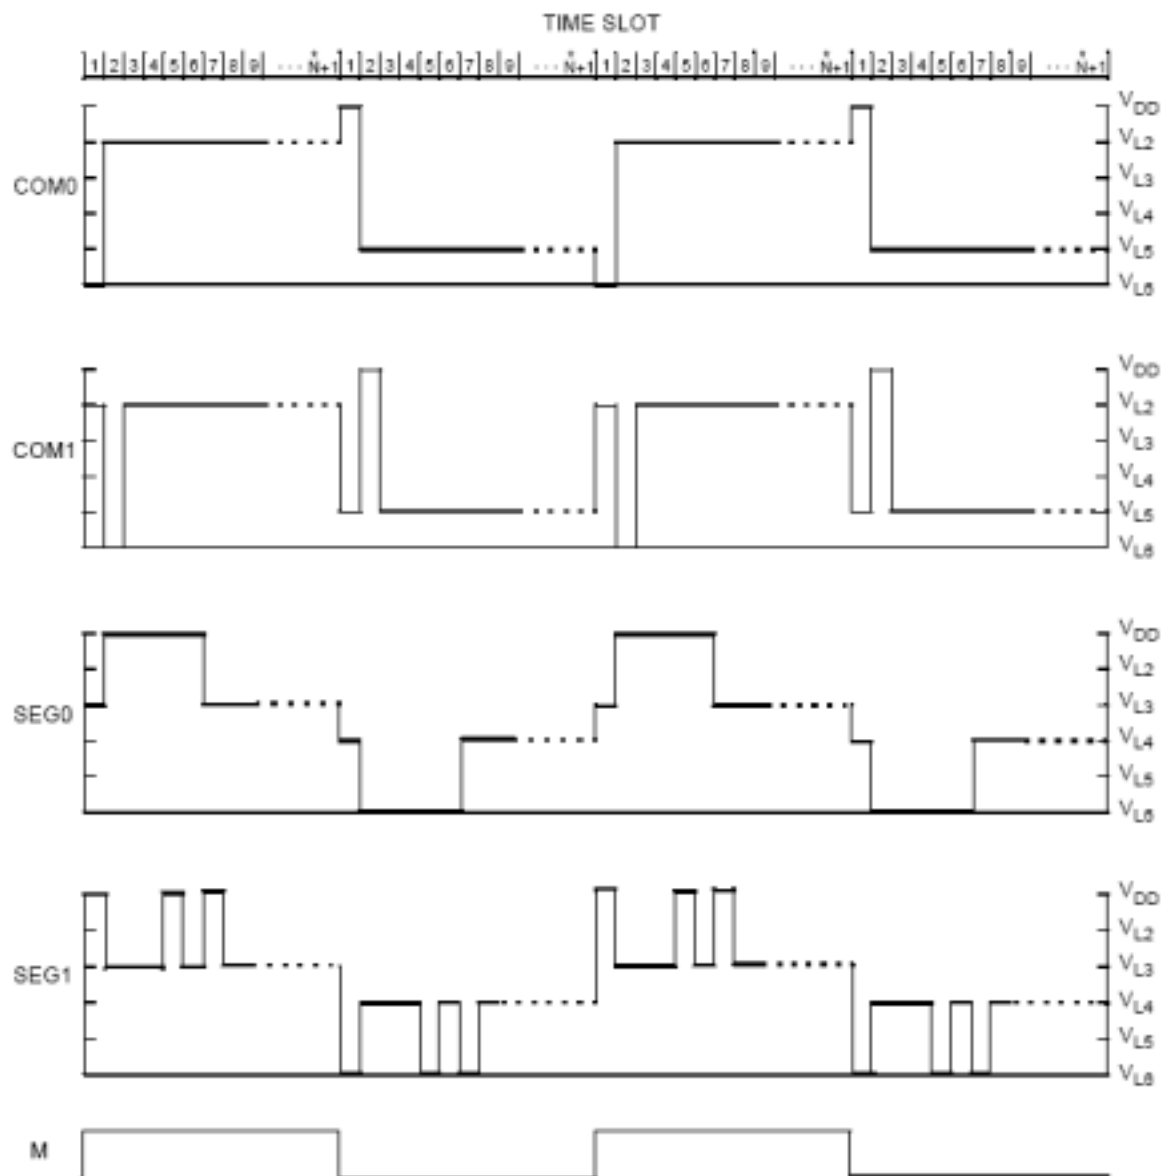 TIME SLOT
1 2 3 4 5 6 7 8 9 ... * N+1 1 2 3 4 5 6 7 8 9 ... * N+1 1 2 3 4 5 6 7 8 9 ... * N+1 1 2 3 4 5 6 7 8 9 ... * N+1
VDD
VL2
VL3
COM0
VL4
VL5
VL6
VDD
VL2
VL3
COM1
VL4
VL5
VL6
VDD
VL2
VL3
SEG0
VL4
VL5
VL6
VDD
VL2
VL3
SEG1
VL4
VL5
VL6
M